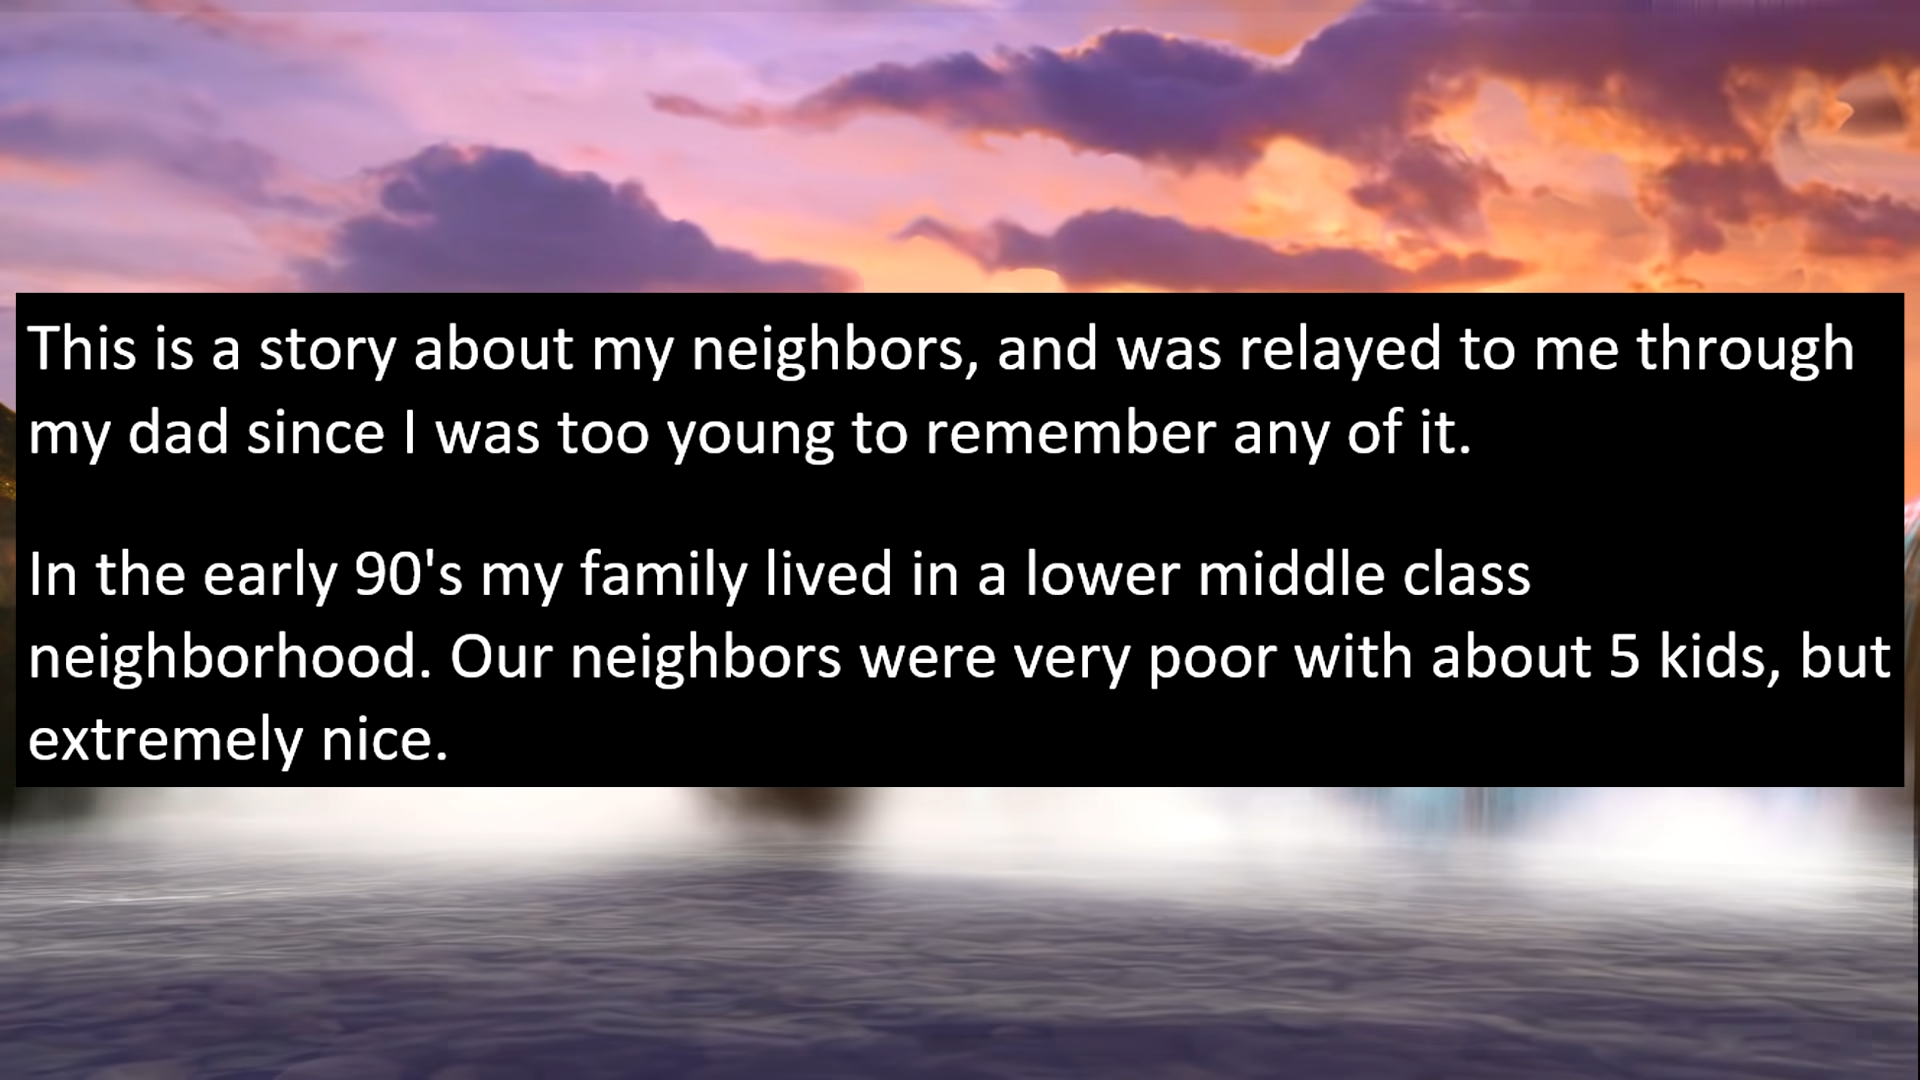 This is a story about my neighbors, and was relayed to me through
my dad since I was too young to remember any of it.
In the early 90's my family lived in a lower middle class
neighborhood. Our neighbors were very poor with about 5 kids, but
extremely nice.